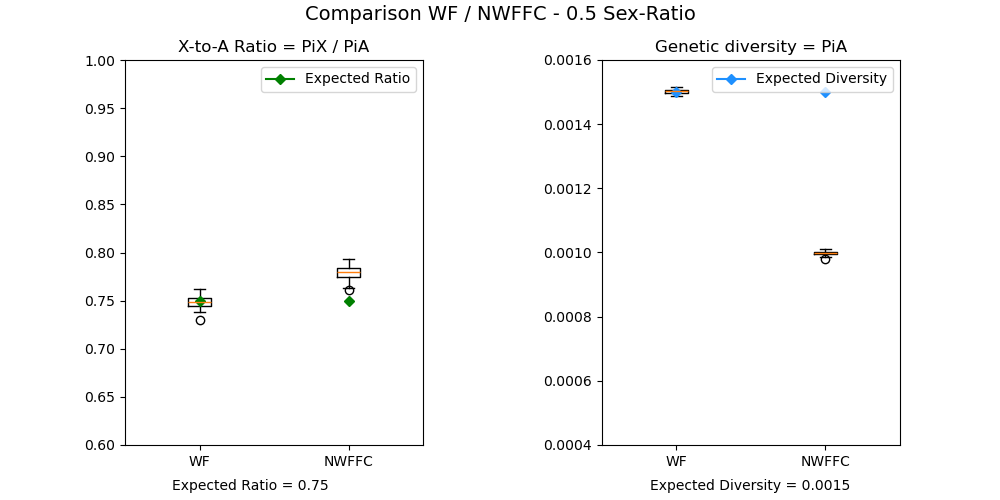 Comparison WF / NWFFC - 0.5 Sex-Ratio
X-to-A Ratio = PiX / PiA
1.00
0.95
0.90
0.85
0.80
0.75
0.70
0.65
0.60
Expected Ratio
WF
NWFFC
Expected Ratio = 0.75
Genetic diversity = PiA
0.0016
0.0014
0.0012
0.0010
0.0008
0.0006
0.0004
Expected Diversity
WF
NWFFC
Expected Diversity = 0.0015